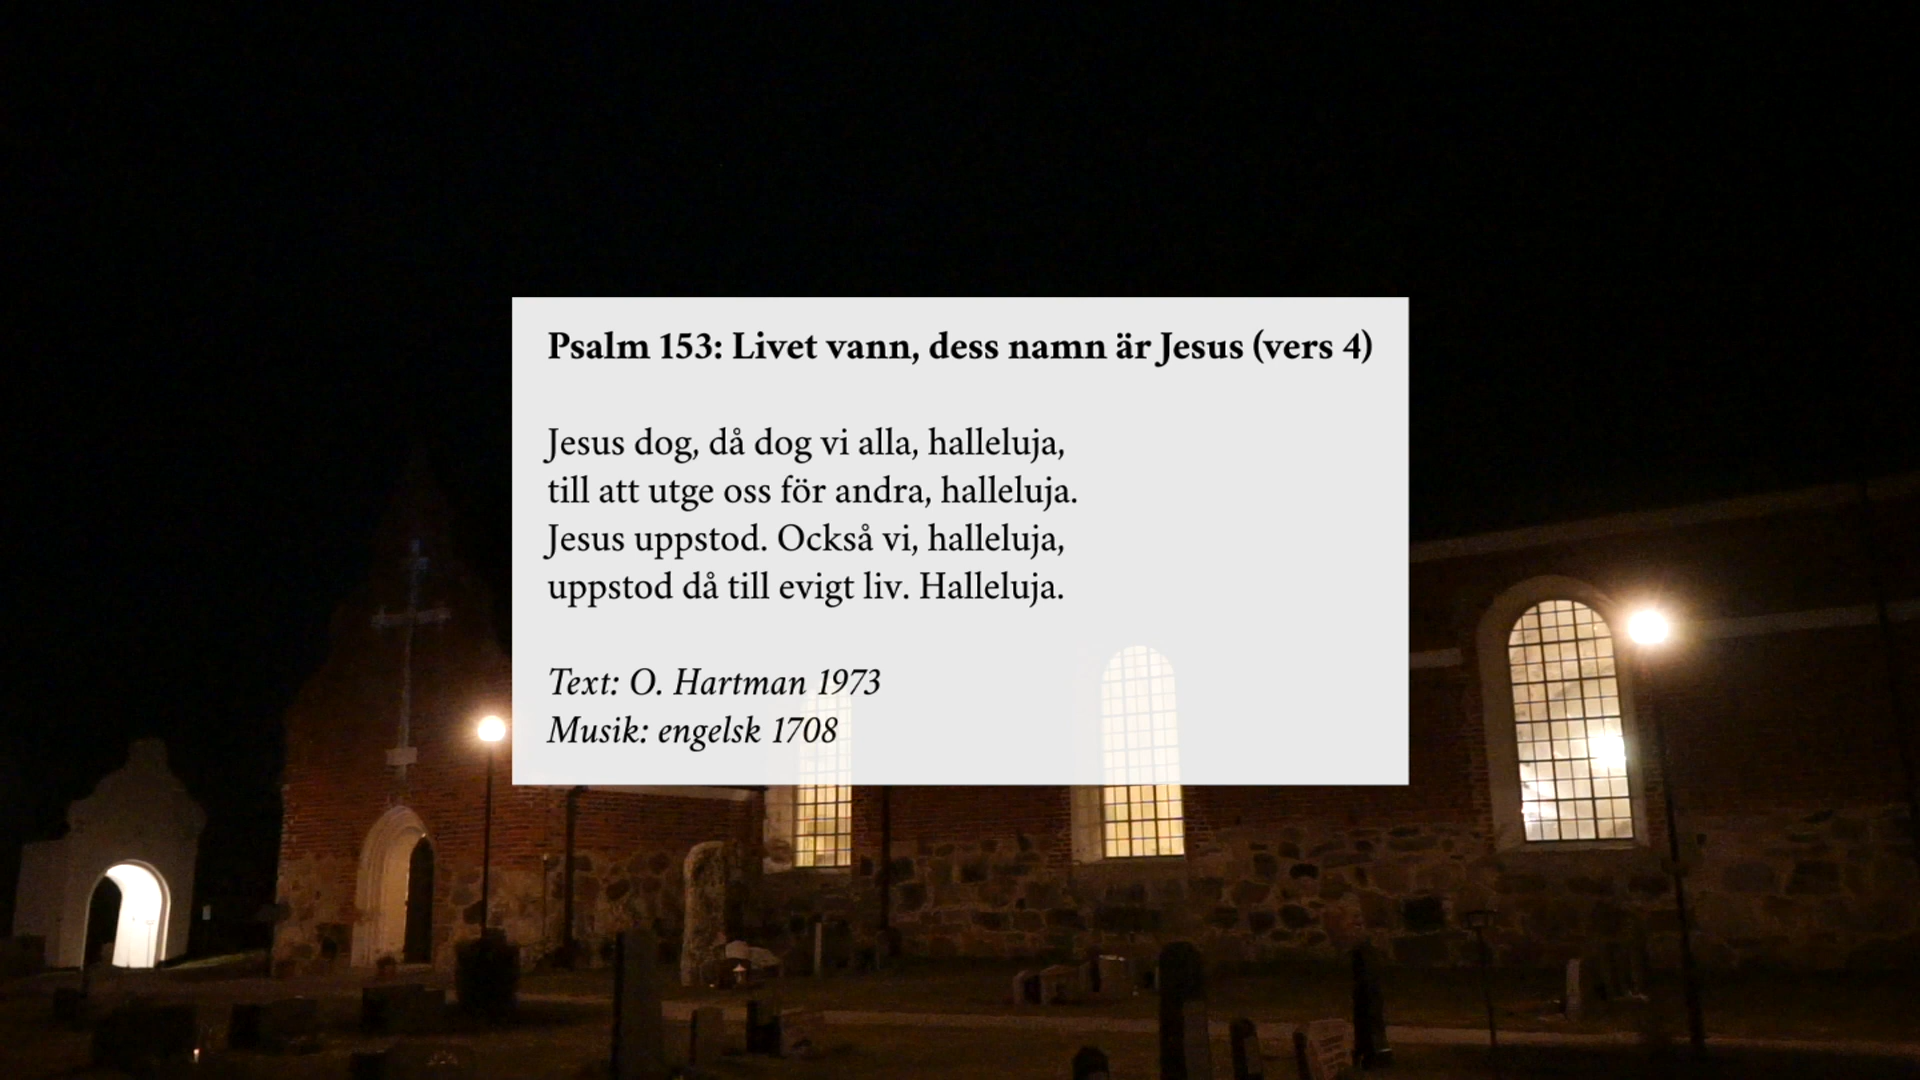 Psalm 153: Livet vann, dess namn är Jesus (vers 4)
Jesus dog, då dog vi alla, halleluja,
till att utge oss för andra, halleluja.
Jesus uppstod. Också vi, halleluja,
uppstod då till evigt liv. Halleluja.
Text: O. Hartman 1973
Musik: engelsk 1708